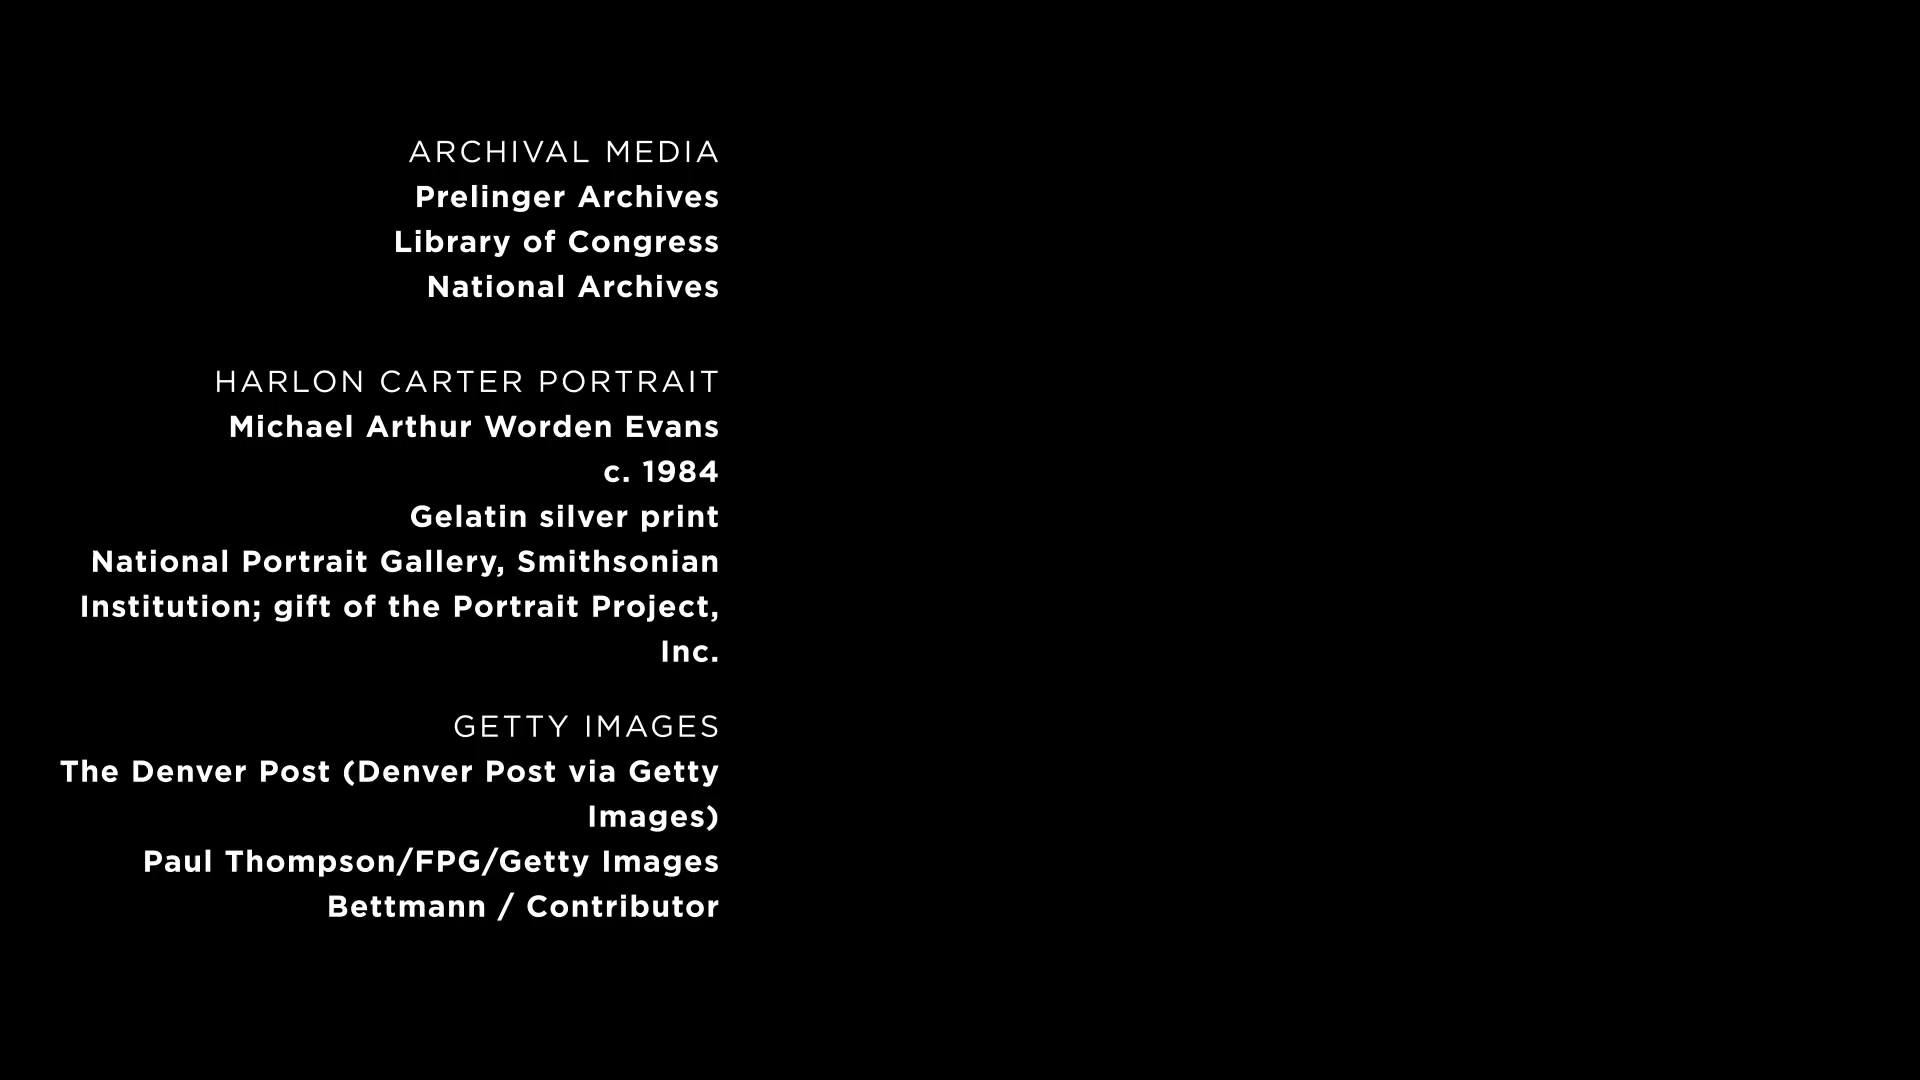 ARCHIVAL MEDIA
Prelinger Archives
Library of Congress
National Archives
HARLON CARTER PORTRAIT
Michael Arthur Worden Evans
c. 1984
Gelatin silver print
National Portrait Gallery, Smithsonian
Institution; gift of the Portrait Project,
Inc.
GETTY IMAGES
The Denver Post (Denver Post via Getty
Images)
Paul Thompson/FPG/Getty Images
Bettmann / Contributor